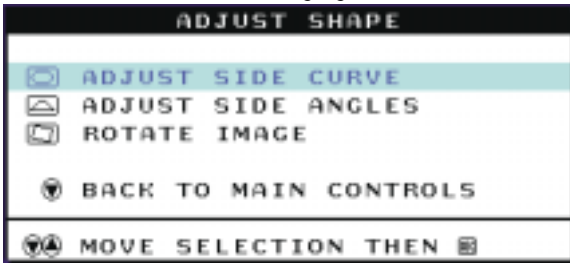 ADJUST SHAPE
ADJUST SIDE CURVE
ADJUST SIDE ANGLES
ROTATE IMAGE
BACK TO MAIN CONTROLS
MOVE SELECTION THEN